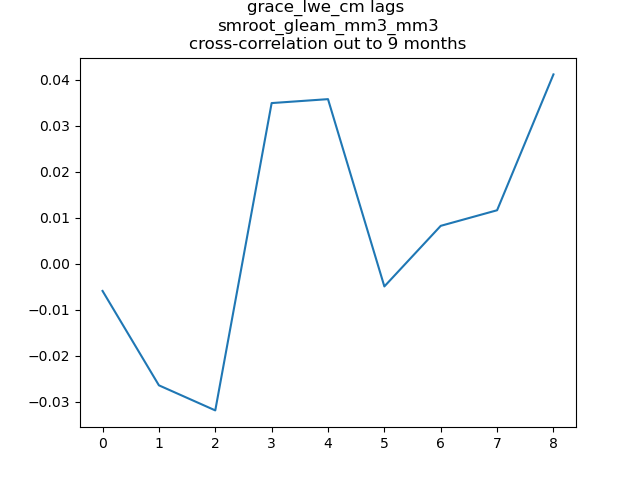 grace_lwe_cm lags
smroot_gleam_mm3_mm3
cross-correlation out to 9 months
0.04
0.03
0.02
0.01
0.00
−0.01
−0.02
−0.03
0 1 2 3 4 5 6 7 8